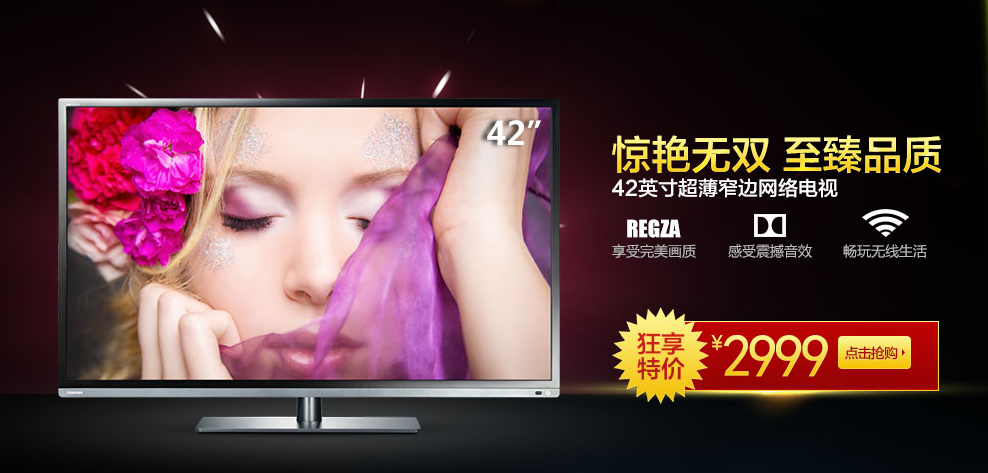 42”
惊艳无双 至臻品质
42英寸超薄窄边网络电视
REGZA
享受完美画质
感受震撼音效
畅玩无线生活
狂享
特价
¥2999
点击抢购
TOSHIBA